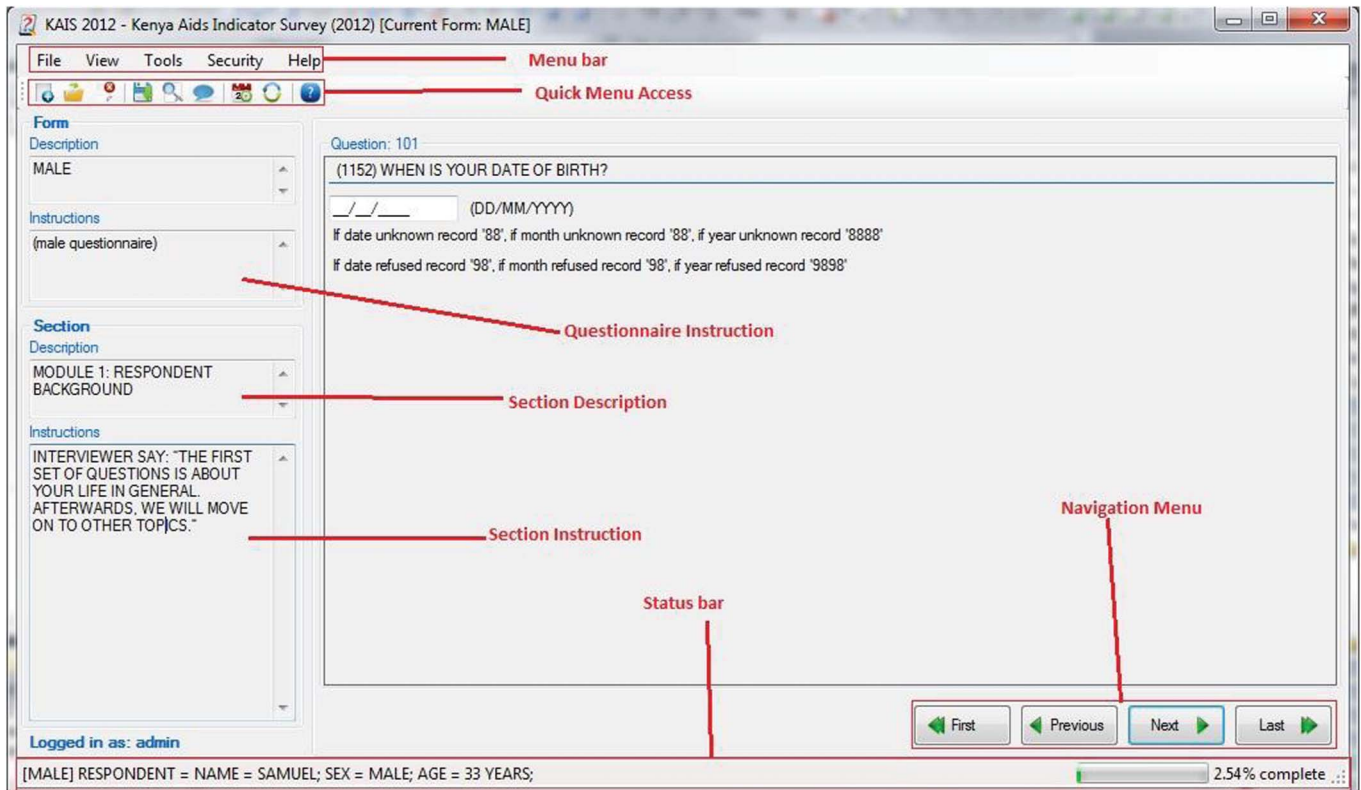 KAIS 2012 - Kenya Aids Indicator Survey (2012) [Current Form: MALE]
File View Tools Security Help
Menu bar
Quick Menu Access
Form
Description
MALE
Instructions
(male questionnaire)
Section
Description
MODULE 1: RESPONDENT
BACKGROUND
Instructions
INTERVIEWER SAY: "THE FIRST
SET OF QUESTIONS IS ABOUT
YOUR LIFE IN GENERAL.
AFTERWARDS, WE WILL MOVE
ON TO OTHER TOPICS."
Logged in as: admin
Question: 101
(1152) WHEN IS YOUR DATE OF BIRTH?
__/__/____ (DD/MM/YYYY)
If date unknown record '88', if month unknown record '88', if year unknown record '8888'
If date refused record '98', if month refused record '98', if year refused record '9898'
Questionnaire Instruction
Section Description
Section Instruction
Navigation Menu
Status bar
First Previous Next Last
[MALE] RESPONDENT = NAME = SAMUEL; SEX = MALE; AGE = 33 YEARS;
2.54% complete